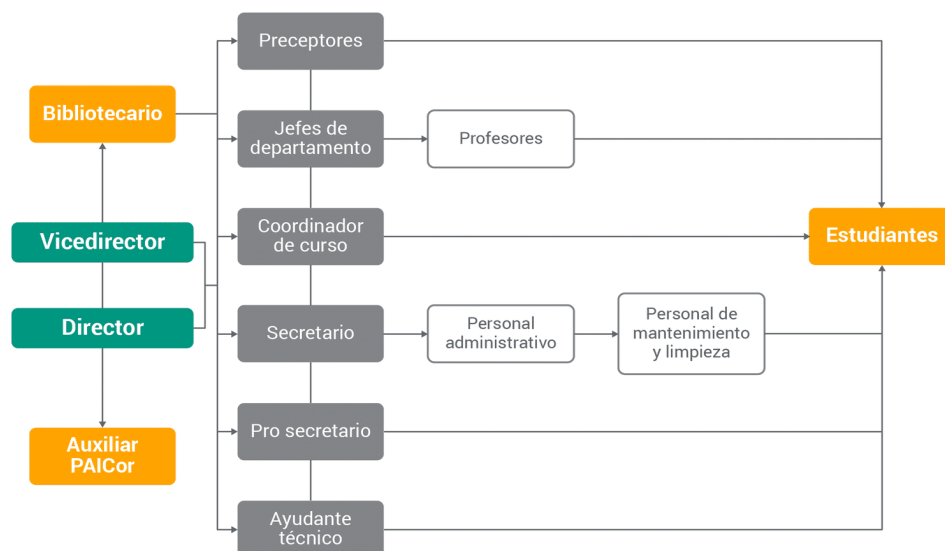 Preceptores
Bibliotecario
Jefes de
departamento
Profesores
Vicedirector
Coordinador
de curso
Estudiantes
Director
Secretario
Personal
administrativo
Personal de
mantenimiento
y limpieza
Auxiliar
PAICor
Pro secretario
Ayudante
técnico